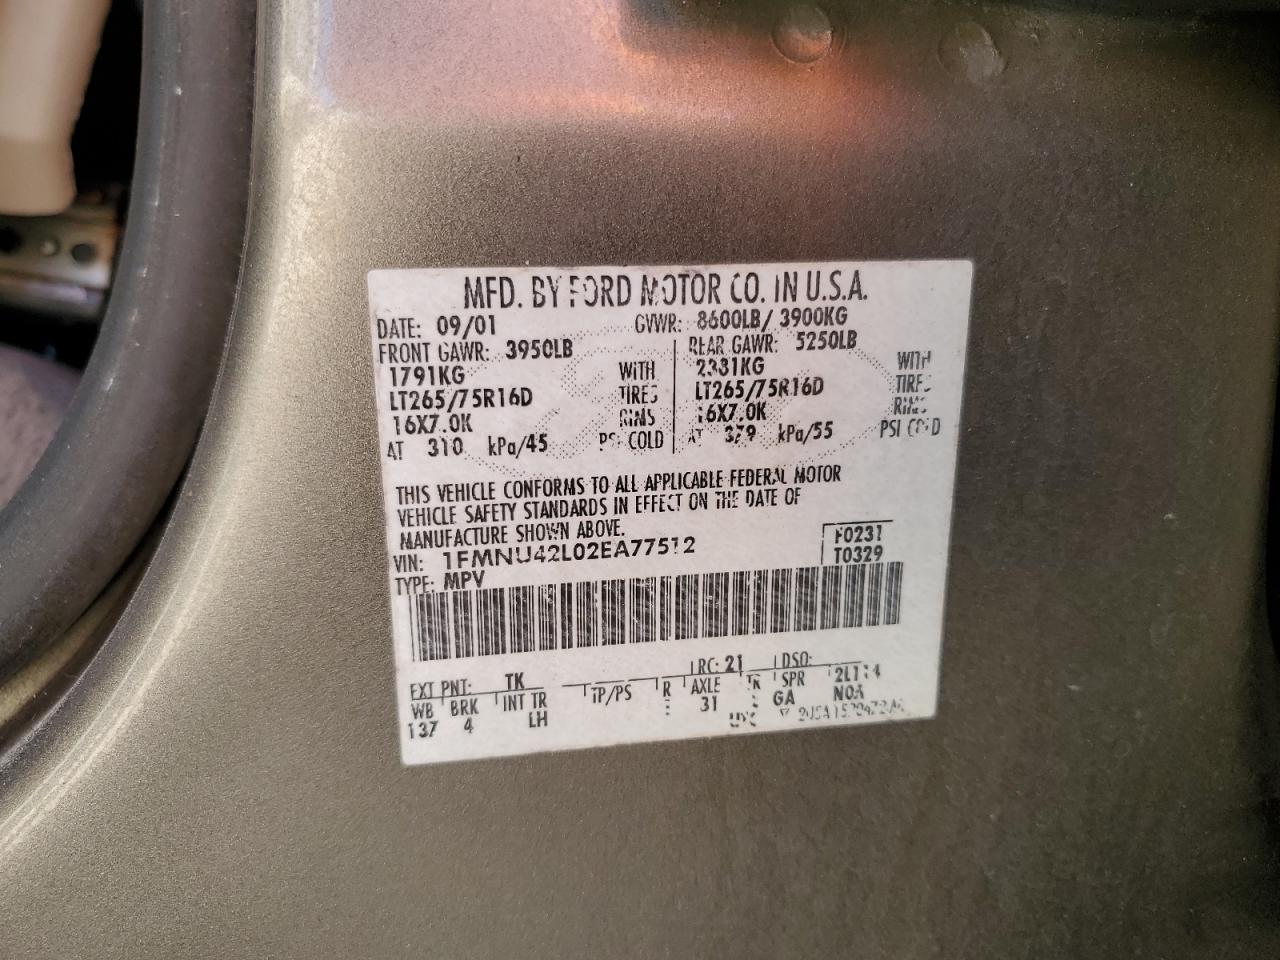 MFD. BY FORD MOTOR CO. IN U.S.A.
DATE: 09/01 GVWR: 8600LB/ 3900KG
FRONT GAWR: 3950LB REAR GAWR: 5250LB
1791KG WITH 2381KG WITH
LT265/75R16D TIRES LT265/75R16D TIRES
16X7.0K RIMS 16X7.0K RIMS
AT 310 kPa/45 PSI COLD AT 379 kPa/55 PSI COLD
THIS VEHICLE CONFORMS TO ALL APPLICABLE FEDERAL MOTOR
VEHICLE SAFETY STANDARDS IN EFFECT ON THE DATE OF
MANUFACTURE SHOWN ABOVE.
VIN: 1FMNU42L02EA77512 F0231
TYPE: MPV T0329
EXT PNT: TK RC: 21 DSO:
WB BRK INT TR TP/PS R AXLE TR SPR
137 4 LH 31 GA NOA